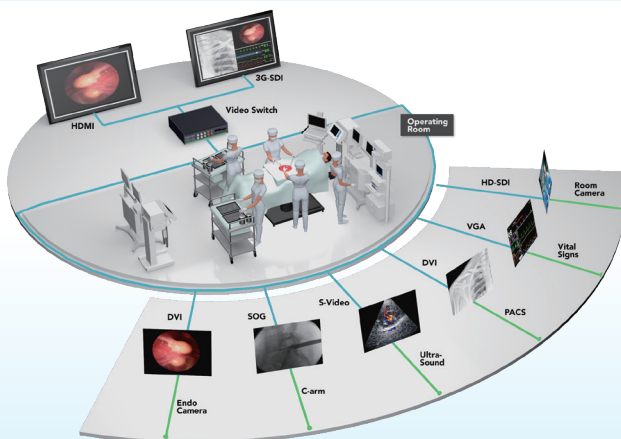 3G-SDI
HDMI
Video Switch
Operating
Room
HD-SDI
Room
Camera
VGA
Vital
Signs
DVI
PACS
S-Video
Ultra-
Sound
SOG
C-arm
DVI
Endo
Camera